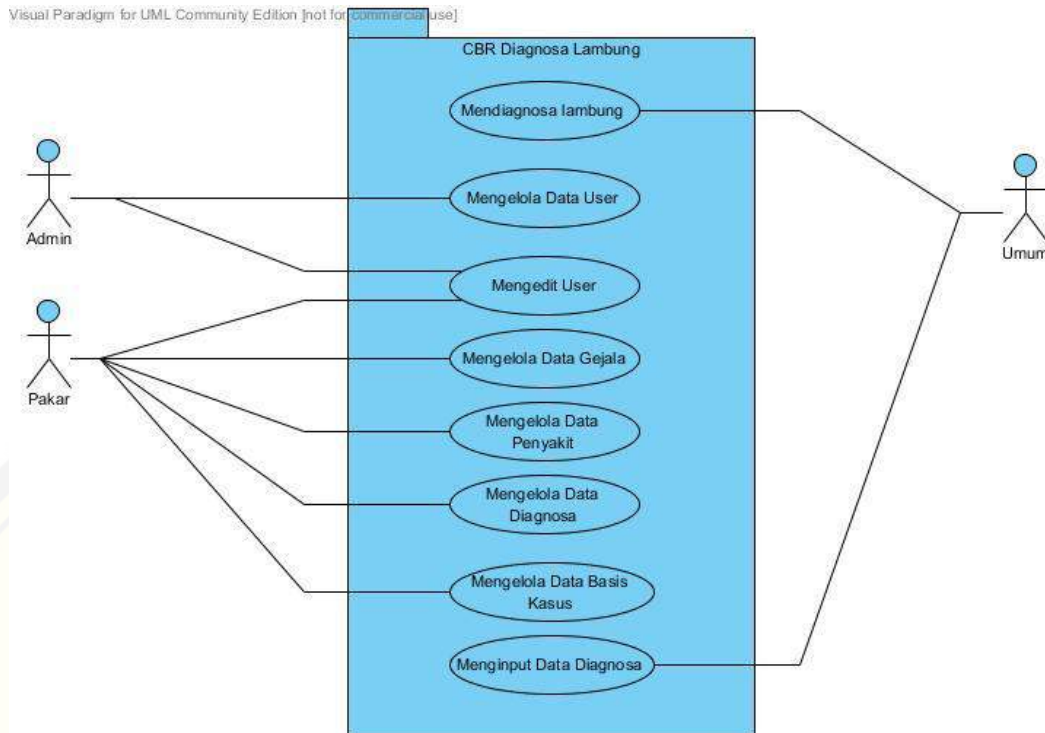 Visual Paradigm for UML Community Edition [not for commercial use]
CBR Diagnosa Lambung
Mendiagnosa lambung
Mengelola Data User
Admin
Umum
Mengedit User
Mengelola Data Gejala
Pakar
Mengelola Data
Penyakit
Mengelola Data
Diagnosa
Mengelola Data Basis
Kasus
Menginput Data Diagnosa